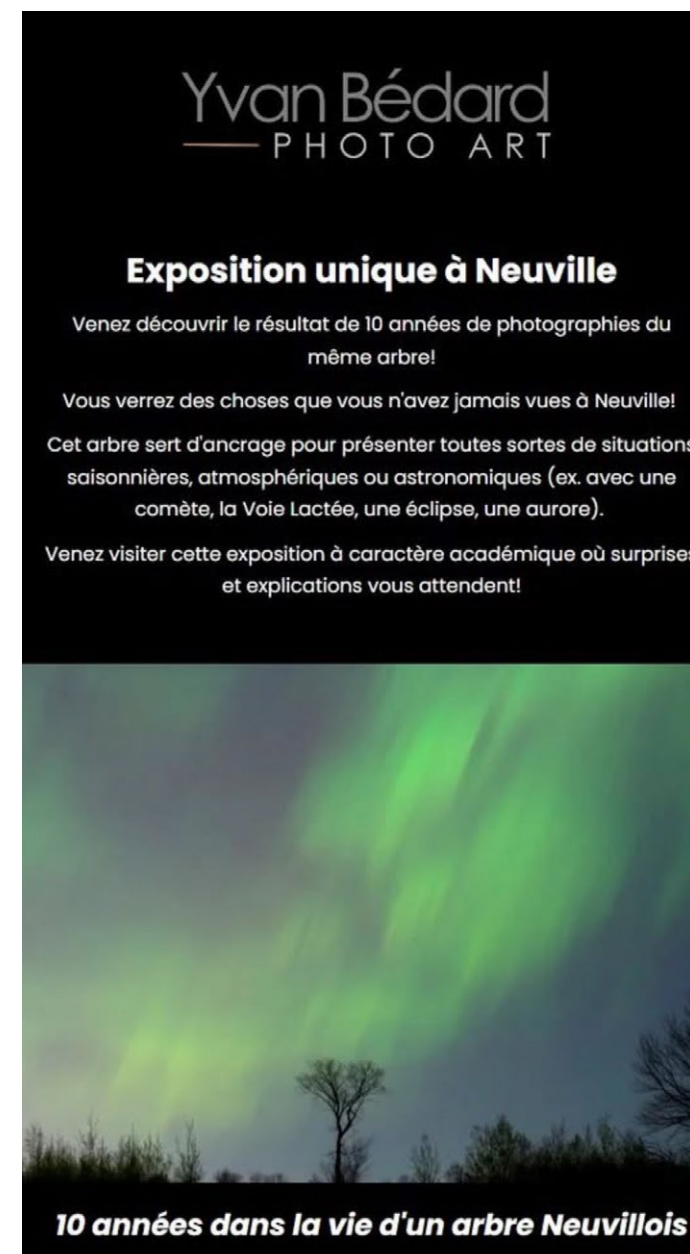 Yvan Bédard
PHOTO ART
Exposition unique à Neuville
Venez découvrir le résultat de 10 années de photographies du
même arbre!
Vous verrez des choses que vous n'avez jamais vues à Neuville!
Cet arbre sert d'ancrage pour présenter toutes sortes de situations
saisonnières, atmosphériques ou astronomiques (ex. avec une
comète, la Voie Lactée, une éclipse, une aurore).
Venez visiter cette exposition à caractère académique où surprises
et explications vous attendent!
10 années dans la vie d'un arbre Neuvillois